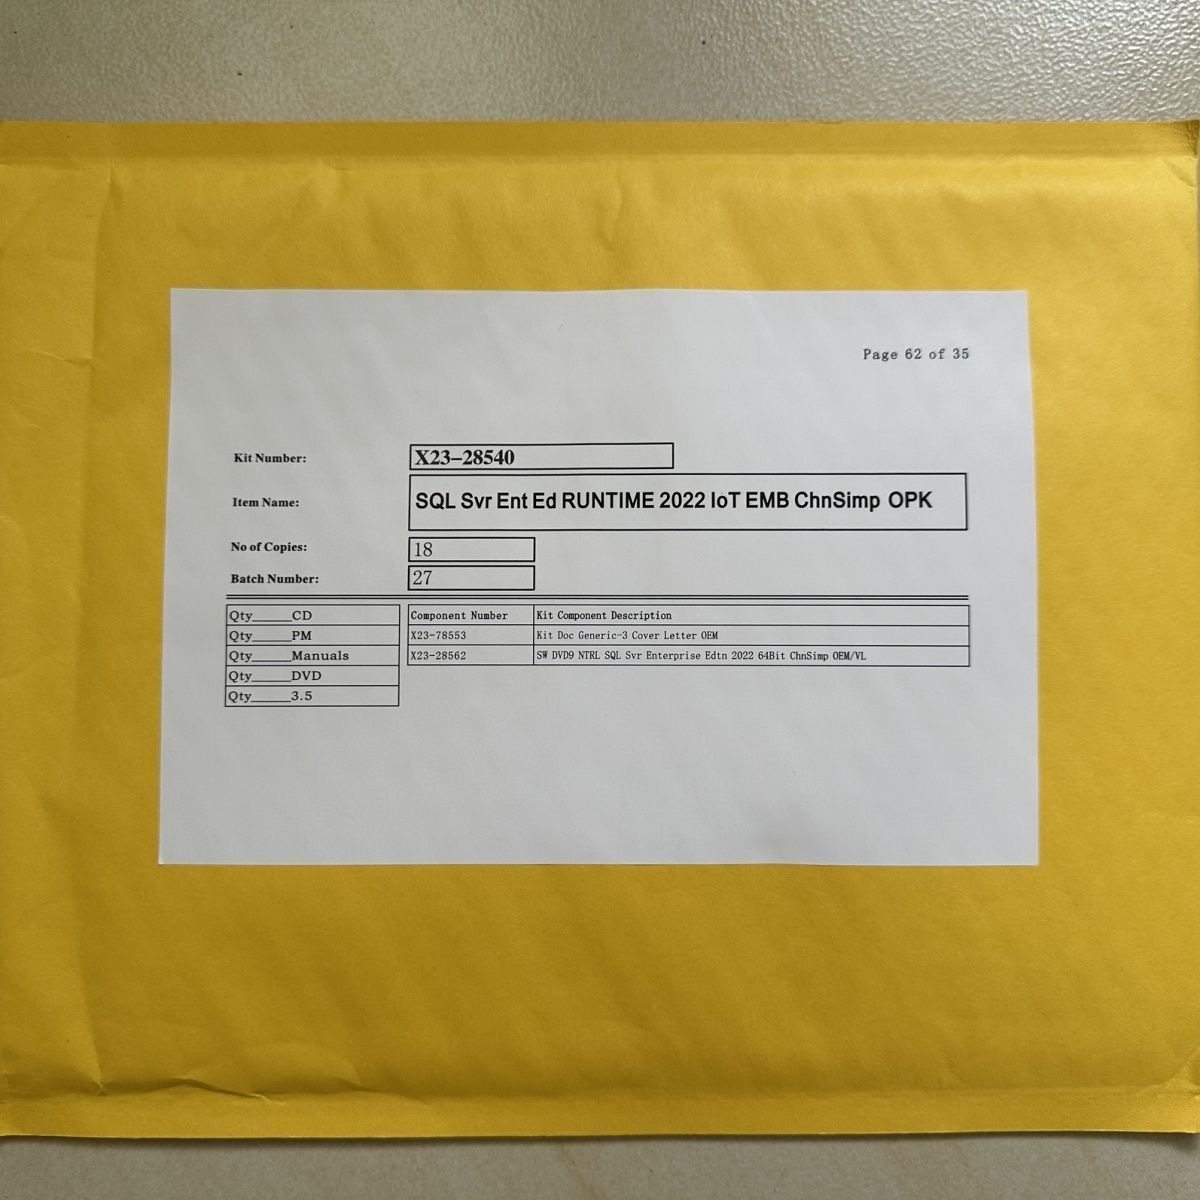 Page 62 of 35
Kit Number: X23-28540
Item Name: SQL Svr Ent Ed RUNTIME 2022 IoT EMB ChnSimp OPK
No of Copies: 18
Batch Number: 27
Qty_____CD
Qty_____PM
Qty_____Manuals
Qty_____DVD
Qty_____3.5
Component Number Kit Component Description
X23-78553 Kit Doc Generic-3 Cover Letter OEM
X23-28562 SW DVD9 NTRL SQL Svr Enterprise Edtn 2022 64Bit ChnSimp OEM/VL